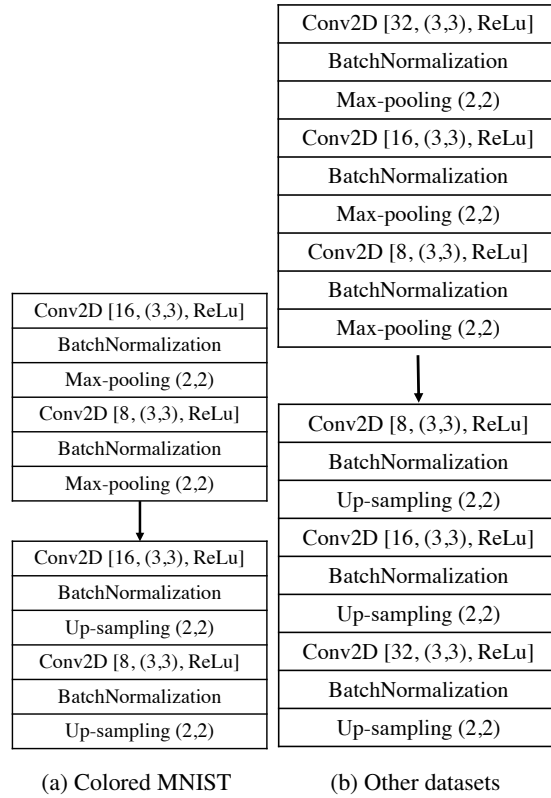 Conv2D [16, (3,3), ReLu]
BatchNormalization
Max-pooling (2,2)
Conv2D [8, (3,3), ReLu]
BatchNormalization
Max-pooling (2,2)
Conv2D [16, (3,3), ReLu]
BatchNormalization
Up-sampling (2,2)
Conv2D [8, (3,3), ReLu]
BatchNormalization
Up-sampling (2,2)
(a) Colored MNIST
Conv2D [32, (3,3), ReLu]
BatchNormalization
Max-pooling (2,2)
Conv2D [16, (3,3), ReLu]
BatchNormalization
Max-pooling (2,2)
Conv2D [8, (3,3), ReLu]
BatchNormalization
Max-pooling (2,2)
Conv2D [8, (3,3), ReLu]
BatchNormalization
Up-sampling (2,2)
Conv2D [16, (3,3), ReLu]
BatchNormalization
Up-sampling (2,2)
Conv2D [32, (3,3), ReLu]
BatchNormalization
Up-sampling (2,2)
(b) Other datasets